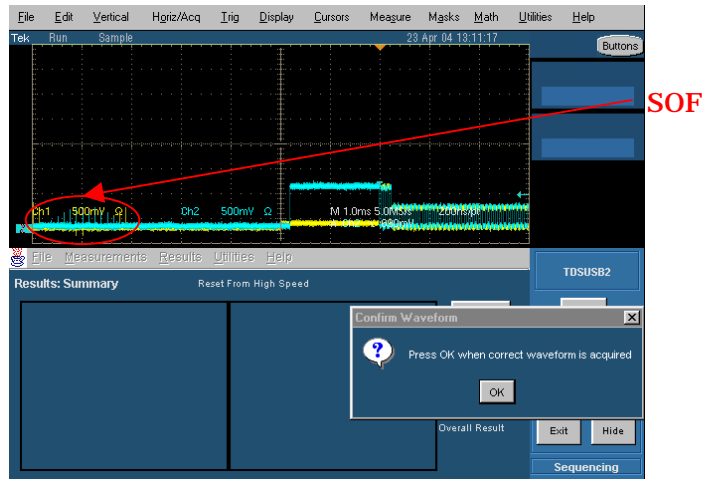 File Edit Vertical Horiz/Acq Trig Display Cursors Measure Masks Math Utilities Help
Tek Run Sample 23 Apr 04 13:11:17
Buttons
SOF
Ch1 500mV Ω Ch2 500mV Ω M 1.0ms 5.0MS/s 200ns/pt
File Measurements Results Utilities Help
TDSUSB2
Results: Summary Reset From High Speed
Confirm Waveform
Press OK when correct waveform is acquired
OK
Overall Result
Exit Hide
Sequencing